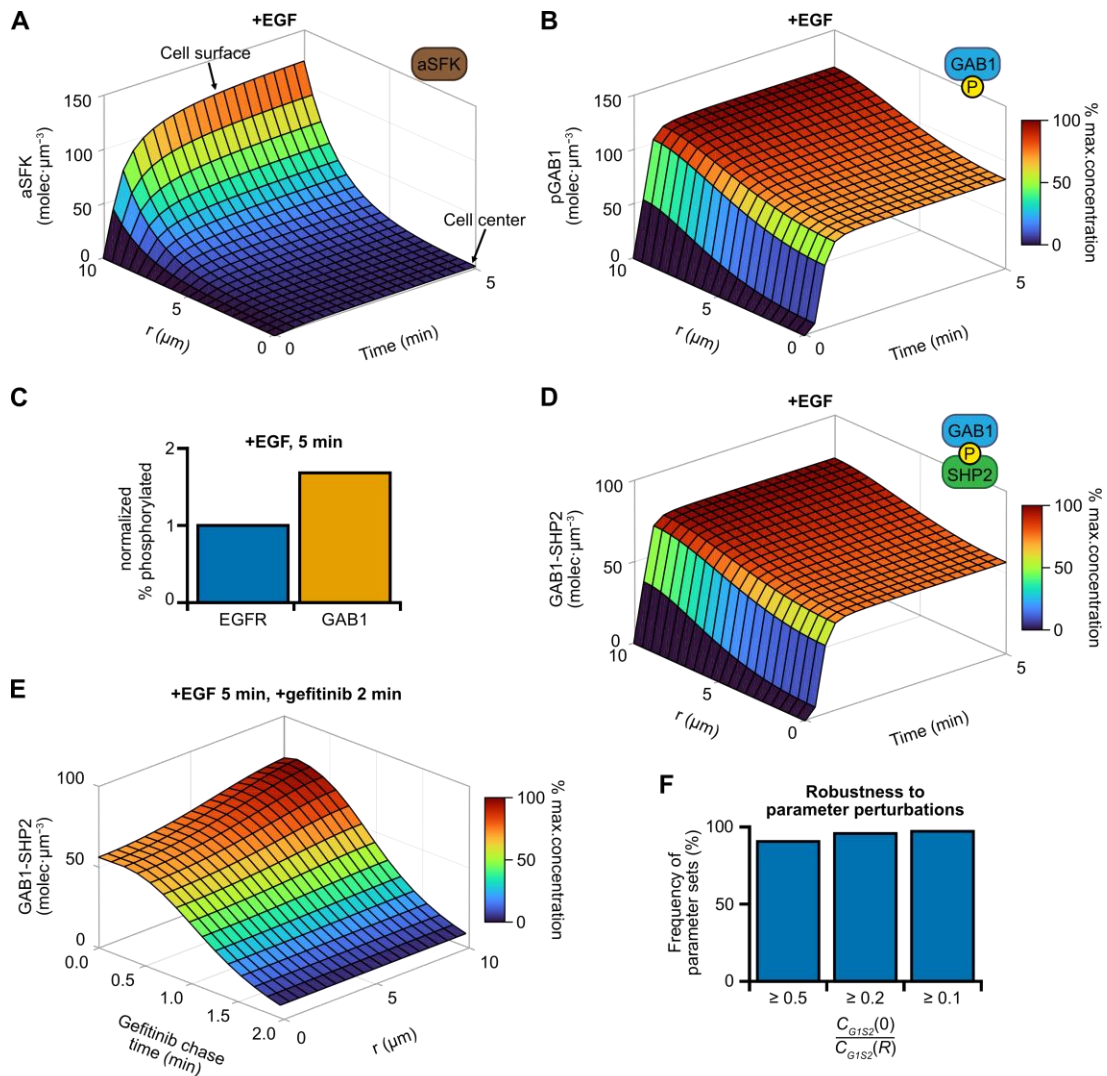 A
+EGF
Cell surface
aSFK
150
100
50
0
aSFK
(molec·µm⁻³)
Cell center
10
5
0
r (µm)
0
5
Time (min)
B
+EGF
GAB1
P
150
100
50
0
pGAB1
(molec·µm⁻³)
10
5
0
r (µm)
0
5
Time (min)
100
50
0
% max.concentration
C
+EGF, 5 min
2
1
0
normalized
% phosphorylated
EGFR
GAB1
D
+EGF
GAB1
P
SHP2
100
50
0
GAB1-SHP2
(molec·µm⁻³)
10
5
0
r (µm)
0
5
Time (min)
100
50
0
% max.concentration
E
+EGF 5 min, +gefitinib 2 min
100
50
0
GAB1-SHP2
(molec·µm⁻³)
0.0
0.5
1.0
1.5
2.0
Gefitinib chase
time (min)
0
5
10
r (µm)
100
50
0
% max.concentration
F
Robustness to
parameter perturbations
100
50
0
Frequency of
parameter sets (%)
≥ 0.5
≥ 0.2
≥ 0.1
C_G1S2(0)
C_G1S2(R)